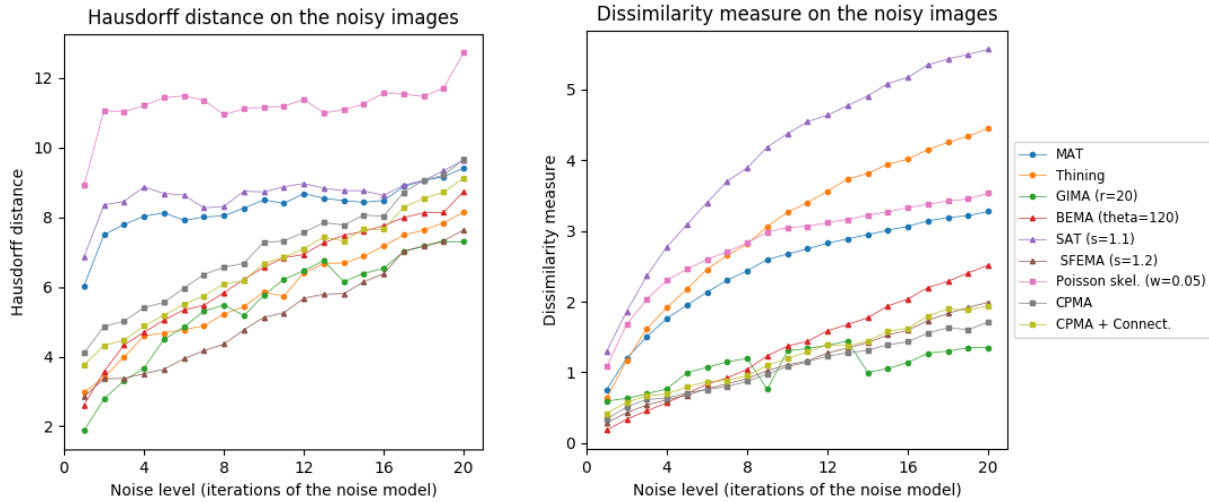 Hausdorff distance on the noisy images
Hausdorff distance
12
10
8
6
4
2
0
4
8
12
16
20
Noise level (iterations of the noise model)
Dissimilarity measure on the noisy images
Dissimilarity measure
5
4
3
2
1
0
0
4
8
12
16
20
Noise level (iterations of the noise model)
MAT
Thining
GIMA (r=20)
BEMA (theta=120)
SAT (s=1.1)
SFEMA (s=1.2)
Poisson skel. (w=0.05)
CPMA
CPMA + Connect.